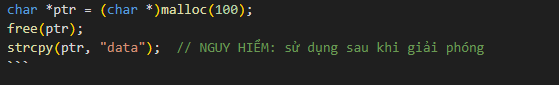 char *ptr = (char *)malloc(100);
free(ptr);
strcpy(ptr, "data");  // NGUY HIỂM: sử dụng sau khi giải phóng
```